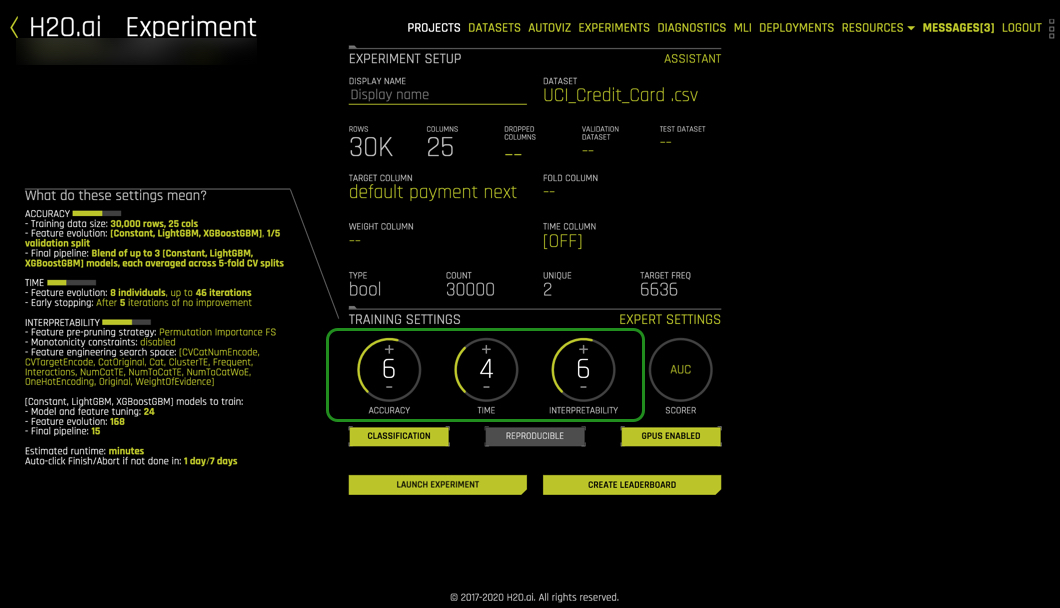 H2O.ai Experiment
PROJECTS DATASETS AUTOVIZ EXPERIMENTS DIAGNOSTICS MLI DEPLOYMENTS RESOURCES MESSAGES[3] LOGOUT
EXPERIMENT SETUP ASSISTANT
DISPLAY NAME DATASET
Display name UCI_Credit_Card .csv
ROWS COLUMNS DROPPED COLUMNS VALIDATION DATASET TEST DATASET
30K 25 -- -- --
TARGET COLUMN FOLD COLUMN
default payment next --
WEIGHT COLUMN TIME COLUMN
-- [OFF]
TYPE COUNT UNIQUE TARGET FREQ
bool 30000 2 6636
What do these settings mean?
ACCURACY
- Training data size: 30,000 rows, 25 cols
- Feature evolution: [Constant, LightGBM, XGBoostGBM], 1/5
validation split
- Final pipeline: Blend of up to 3 [Constant, LightGBM,
XGBoostGBM] models, each averaged across 5-fold CV splits
TIME
- Feature evolution: 8 individuals, up to 46 iterations
- Early stopping: After 5 iterations of no improvement
INTERPRETABILITY
- Feature pre-pruning strategy: Permutation Importance FS
- Monotonicity constraints: disabled
- Feature engineering search space: [CVCatNumEncode,
CVTargetEncode, CatOriginal, Cat, ClusterTE, Frequent,
Interactions, NumCatTE, NumToCatTE, NumToCatWoE,
OneHotEncoding, Original, WeightOfEvidence]
[Constant, LightGBM, XGBoostGBM] models to train:
- Model and feature tuning: 24
- Feature evolution: 168
- Final pipeline: 15
Estimated runtime: minutes
Auto-click Finish/Abort if not done in: 1 day/7 days
TRAINING SETTINGS EXPERT SETTINGS
+ + +
6 4 6 AUC
- - -
ACCURACY TIME INTERPRETABILITY SCORER
CLASSIFICATION REPRODUCIBLE GPUS ENABLED
LAUNCH EXPERIMENT CREATE LEADERBOARD
© 2017-2020 H2O.ai. All rights reserved.